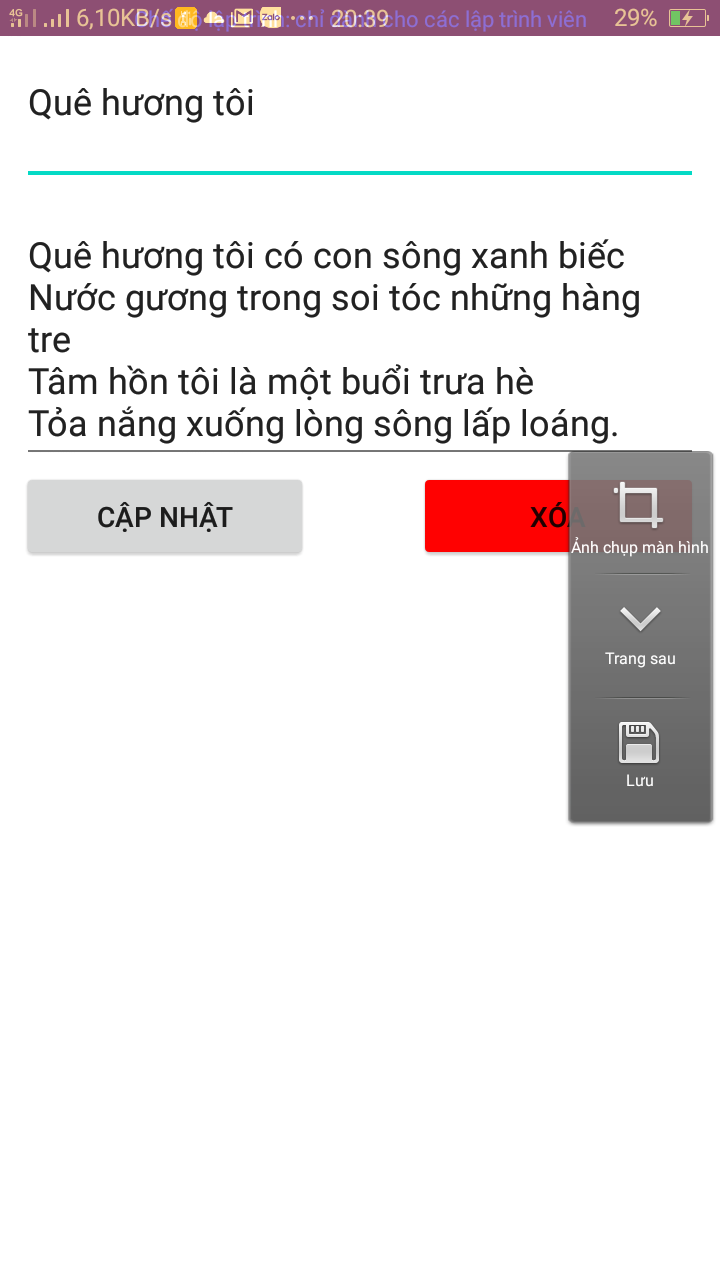 4G 6,10KB/s Zalo 20:39 29%
cho các lập trình viên
Quê hương tôi
Quê hương tôi có con sông xanh biếc
Nước gương trong soi tóc những hàng
tre
Tâm hồn tôi là một buổi trưa hè
Tỏa nắng xuống lòng sông lấp loáng.
CẬP NHẬT
XÓA
Ảnh chụp màn hình
Trang sau
Lưu